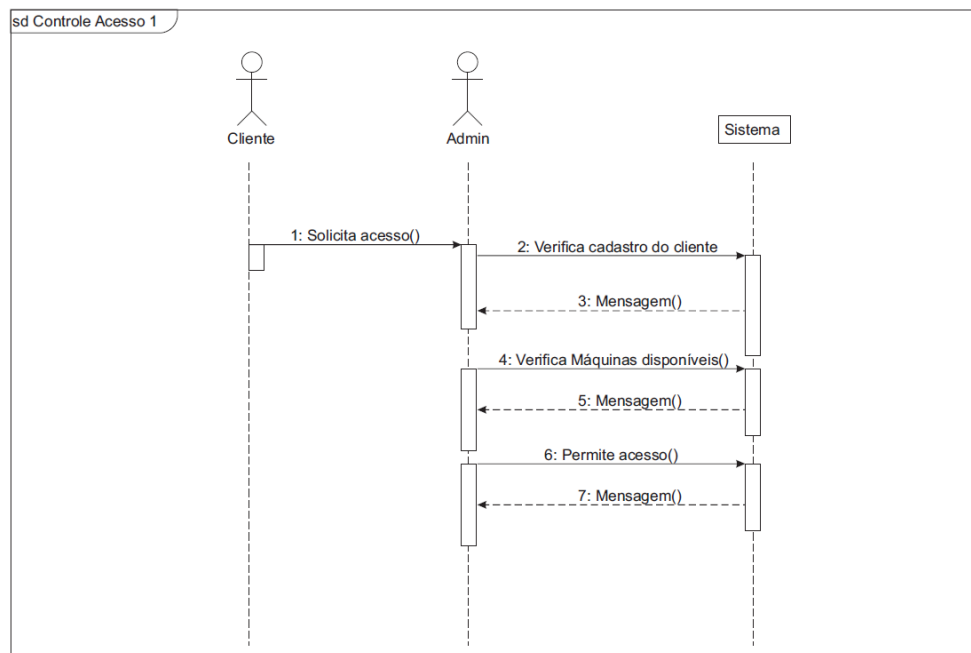 sd Controle Acesso 1
Cliente
Admin
Sistema
1: Solicita acesso()
2: Verifica cadastro do cliente
3: Mensagem()
4: Verifica Máquinas disponíveis()
5: Mensagem()
6: Permite acesso()
7: Mensagem()